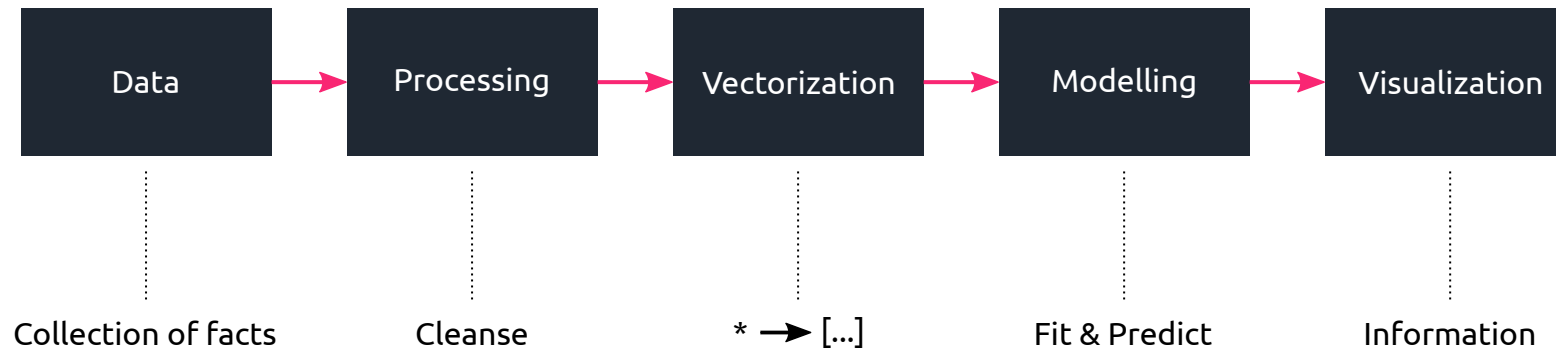 Data
Processing
Vectorization
Modelling
Visualization
Collection of facts
Cleanse
* → [...]
Fit & Predict
Information